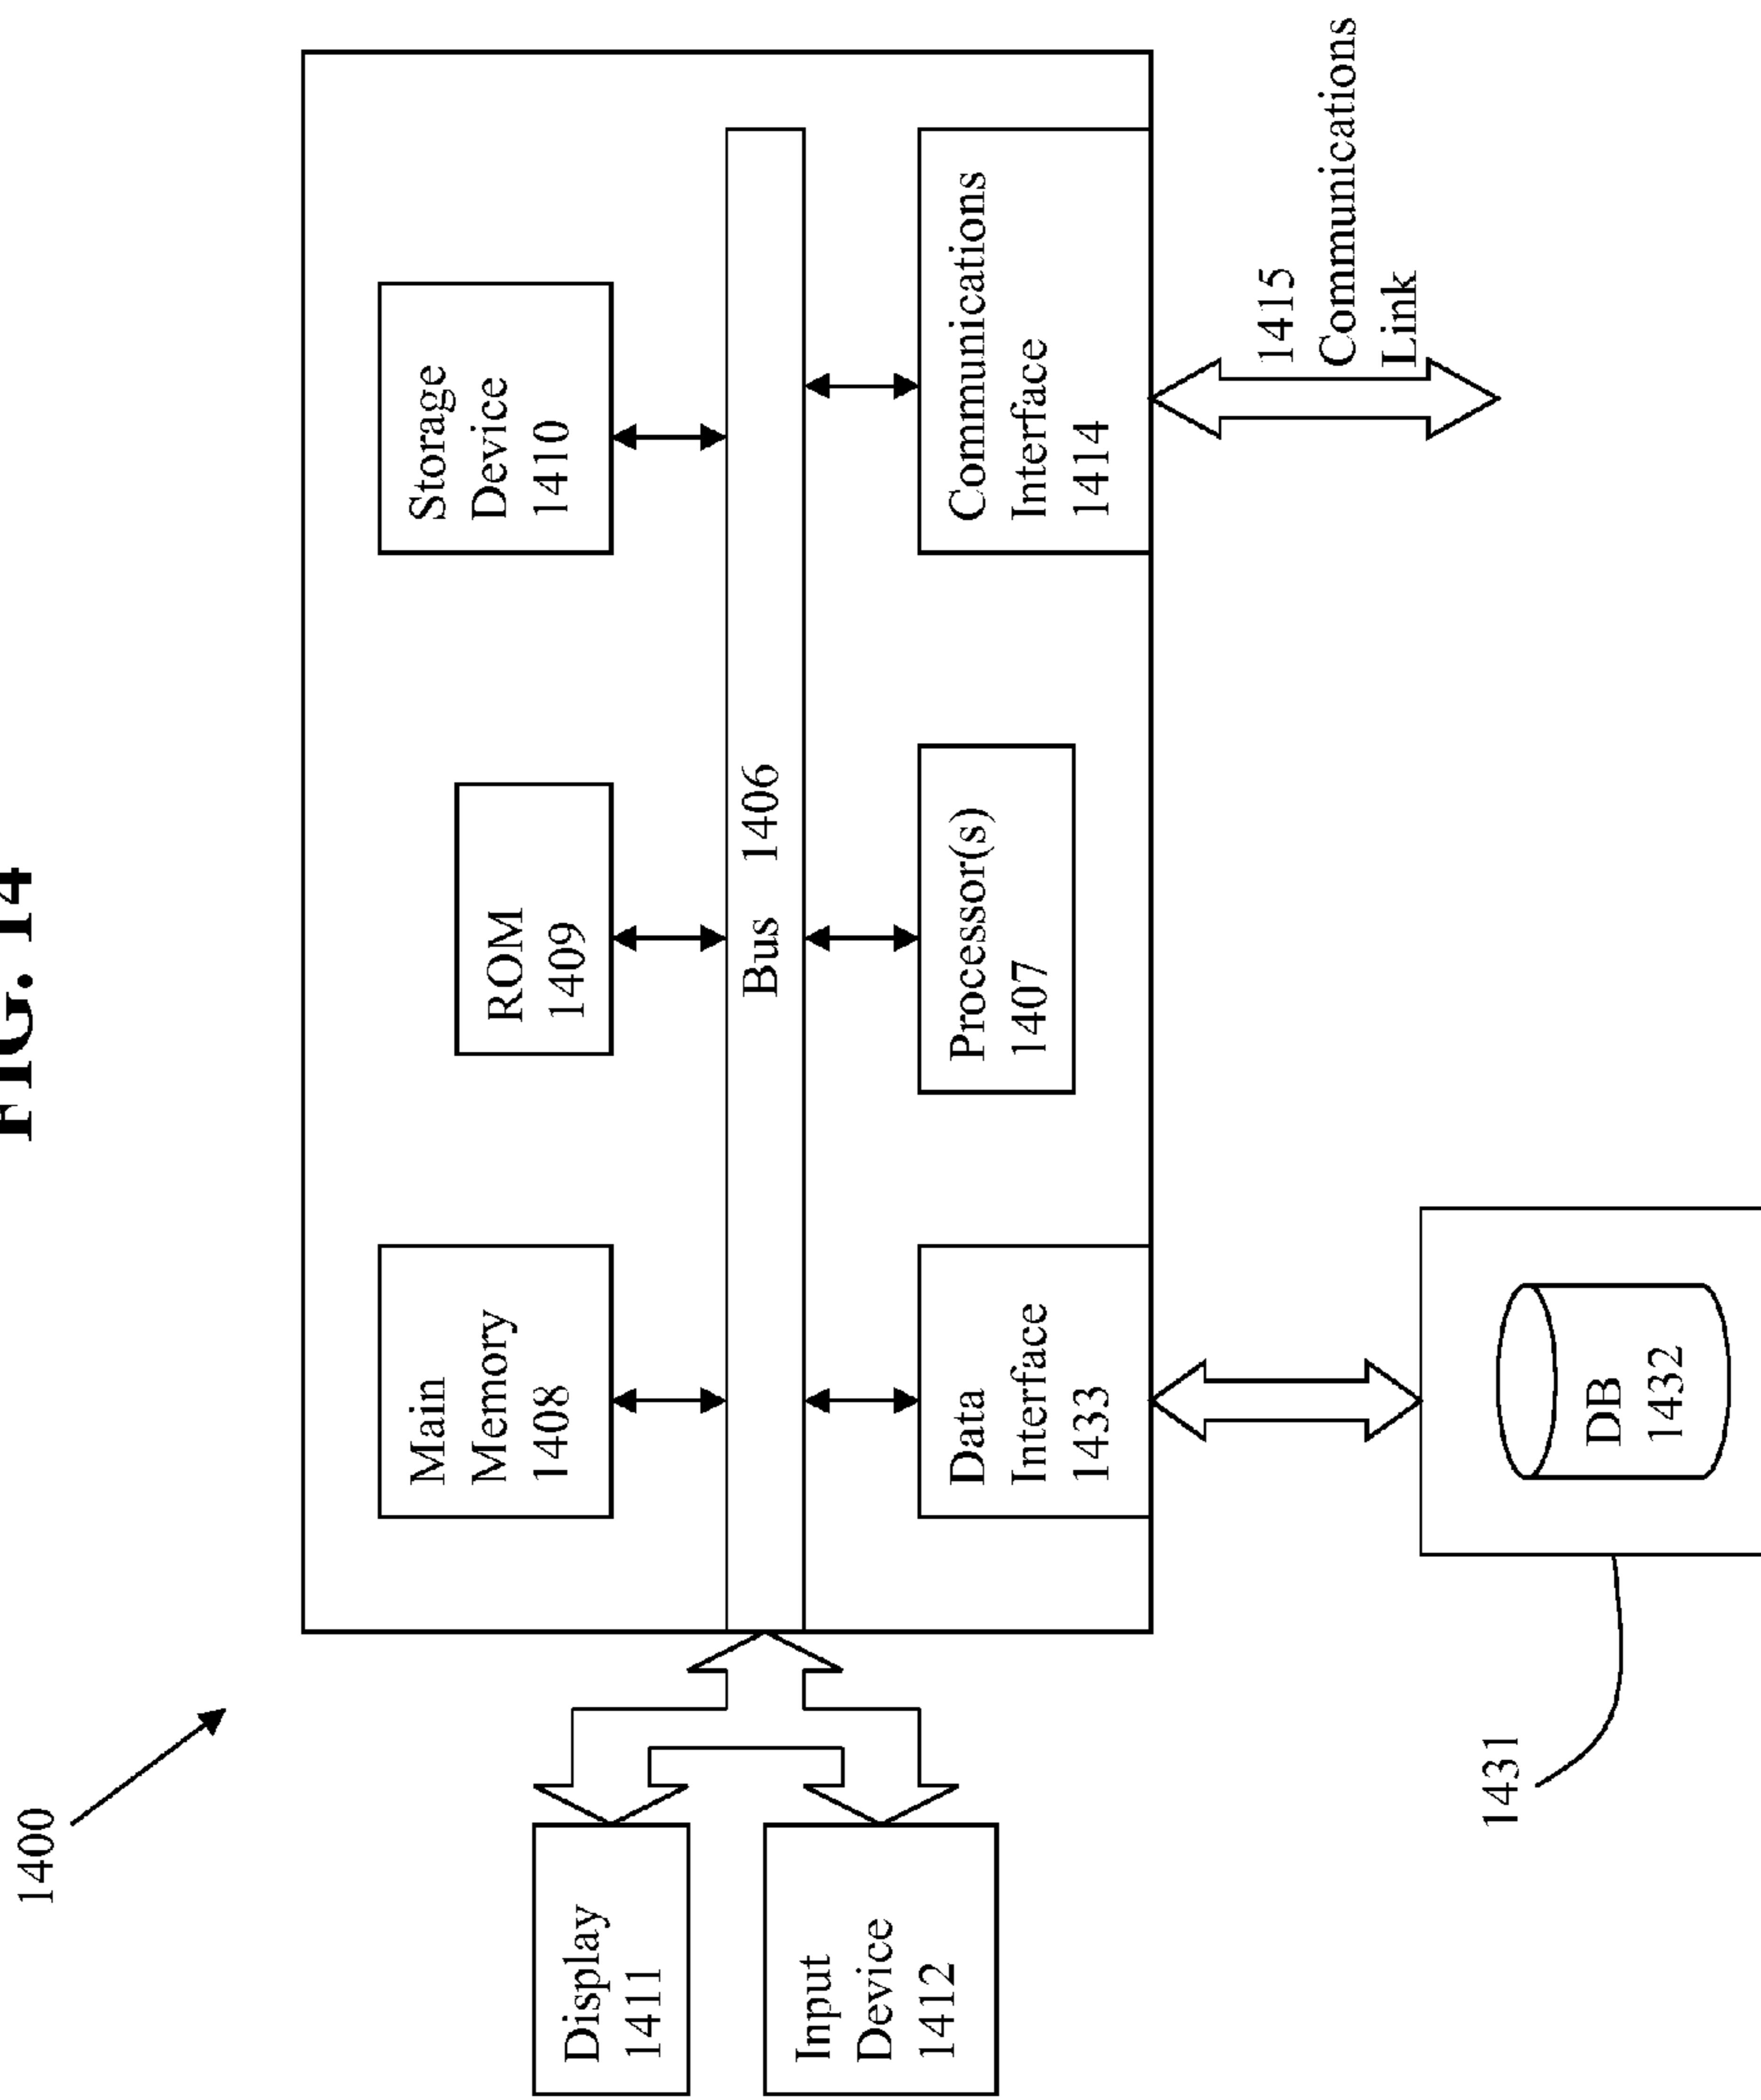 FIG. 14
1400
Main
Memory
1408
ROM
1409
Storage
Device
1410
Display
1411
Bus 1406
Input
Device
1412
Data
Interface
1433
Processor(s)
1407
Communications
Interface
1414
1415
Communications
Link
1431
DB
1432